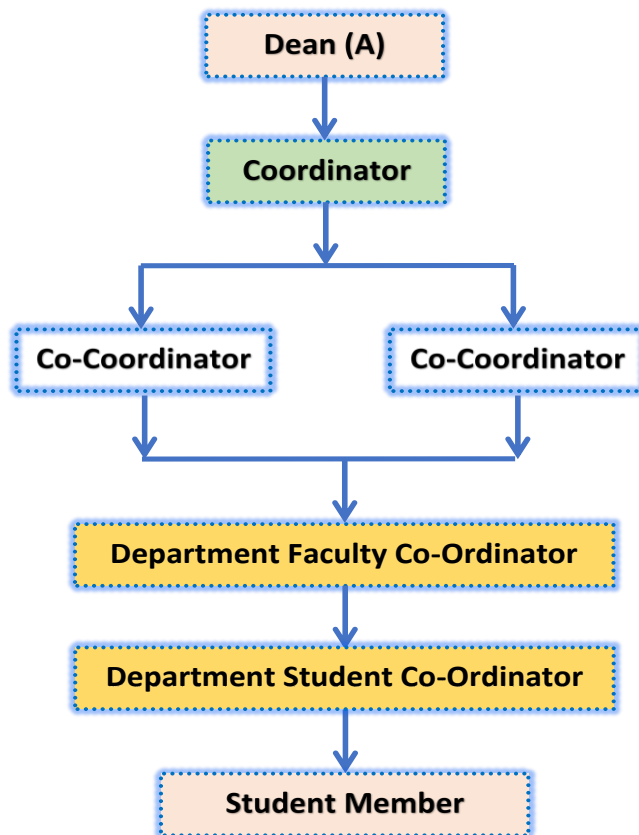 Dean (A)
Coordinator
Co-Coordinator
Co-Coordinator
Department Faculty Co-Ordinator
Department Student Co-Ordinator
Student Member